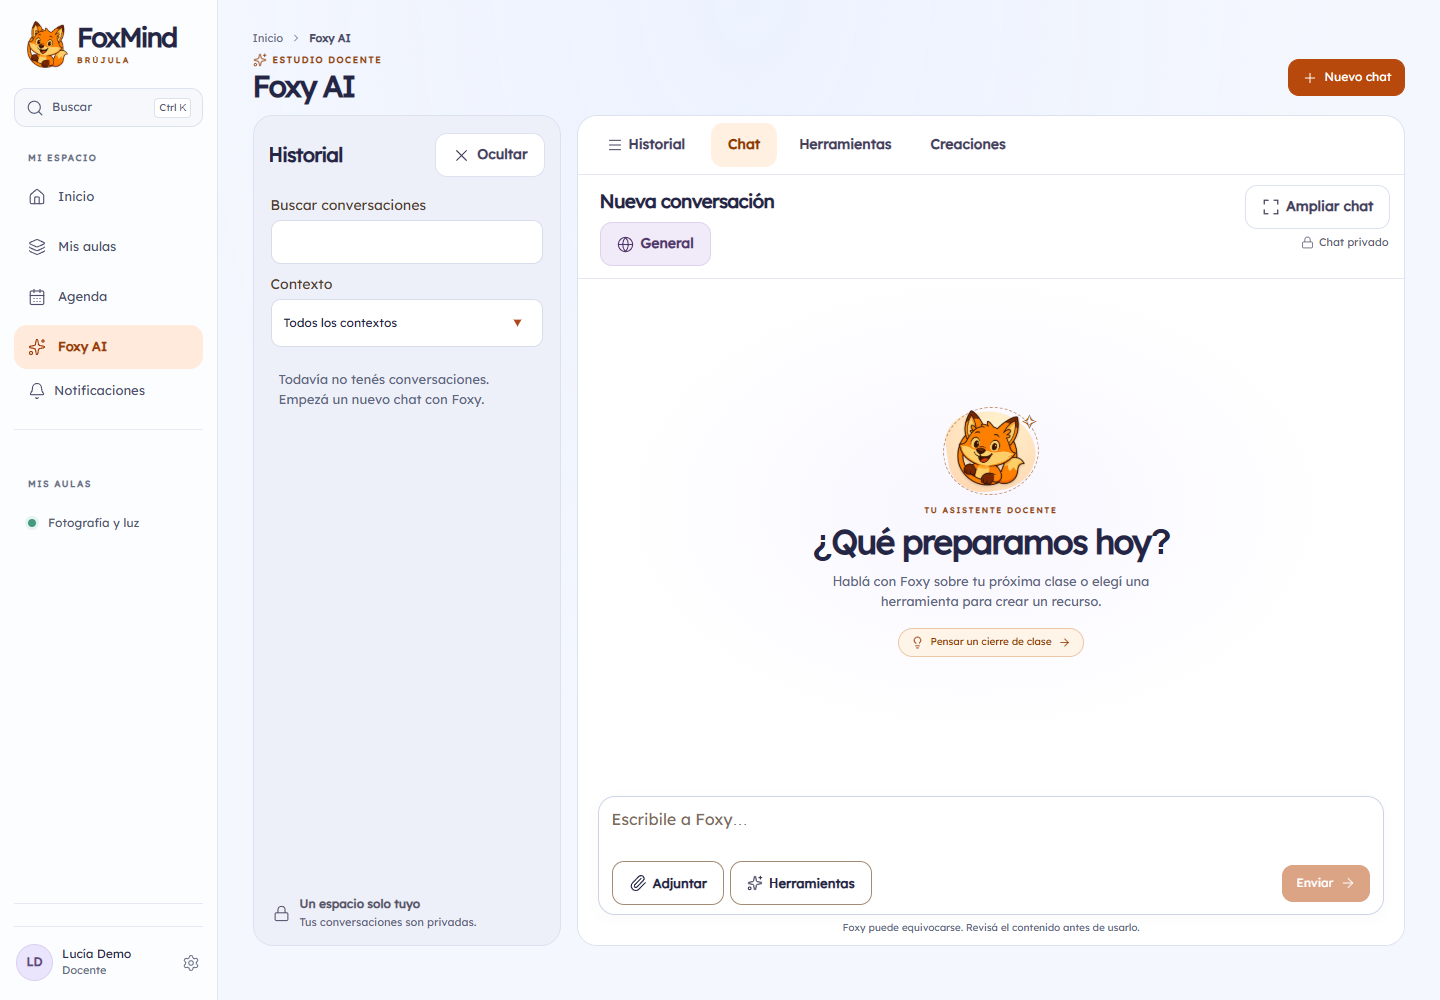 FoxMind
BRÚJULA
Buscar
Ctrl K
MI ESPACIO
Inicio
Mis aulas
Agenda
Foxy AI
Notificaciones
MIS AULAS
Fotografía y luz
LD
Lucía Demo
Docente
Inicio > Foxy AI
ESTUDIO DOCENTE
Foxy AI
+ Nuevo chat
Historial
Ocultar
Buscar conversaciones
Contexto
Todos los contextos
Todavía no tenés conversaciones.
Empezá un nuevo chat con Foxy.
Un espacio solo tuyo
Tus conversaciones son privadas.
Historial
Chat
Herramientas
Creaciones
Nueva conversación
General
Ampliar chat
Chat privado
TU ASISTENTE DOCENTE
¿Qué preparamos hoy?
Hablá con Foxy sobre tu próxima clase o elegí una
herramienta para crear un recurso.
Pensar un cierre de clase →
Escribile a Foxy...
Adjuntar
Herramientas
Enviar →
Foxy puede equivocarse. Revisá el contenido antes de usarlo.